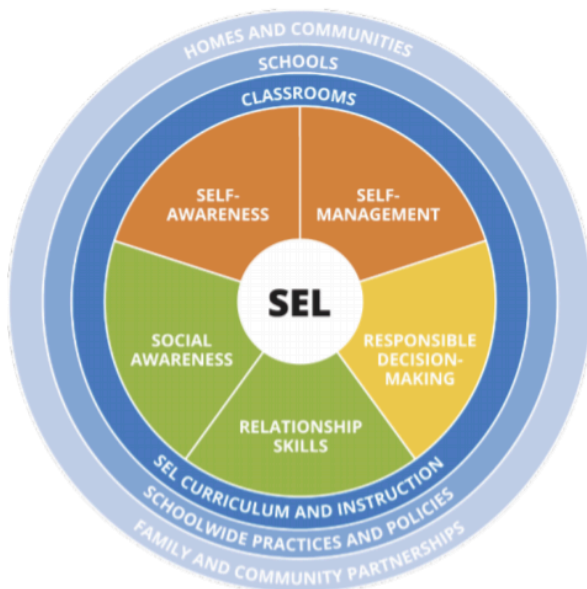 HOMES AND COMMUNITIES
SCHOOLS
CLASSROOMS
SELF-
AWARENESS
SELF-
MANAGEMENT
SEL
SOCIAL
AWARENESS
RESPONSIBLE
DECISION-
MAKING
RELATIONSHIP
SKILLS
SEL CURRICULUM AND INSTRUCTION
SCHOOLWIDE PRACTICES AND POLICIES
FAMILY AND COMMUNITY PARTNERSHIPS